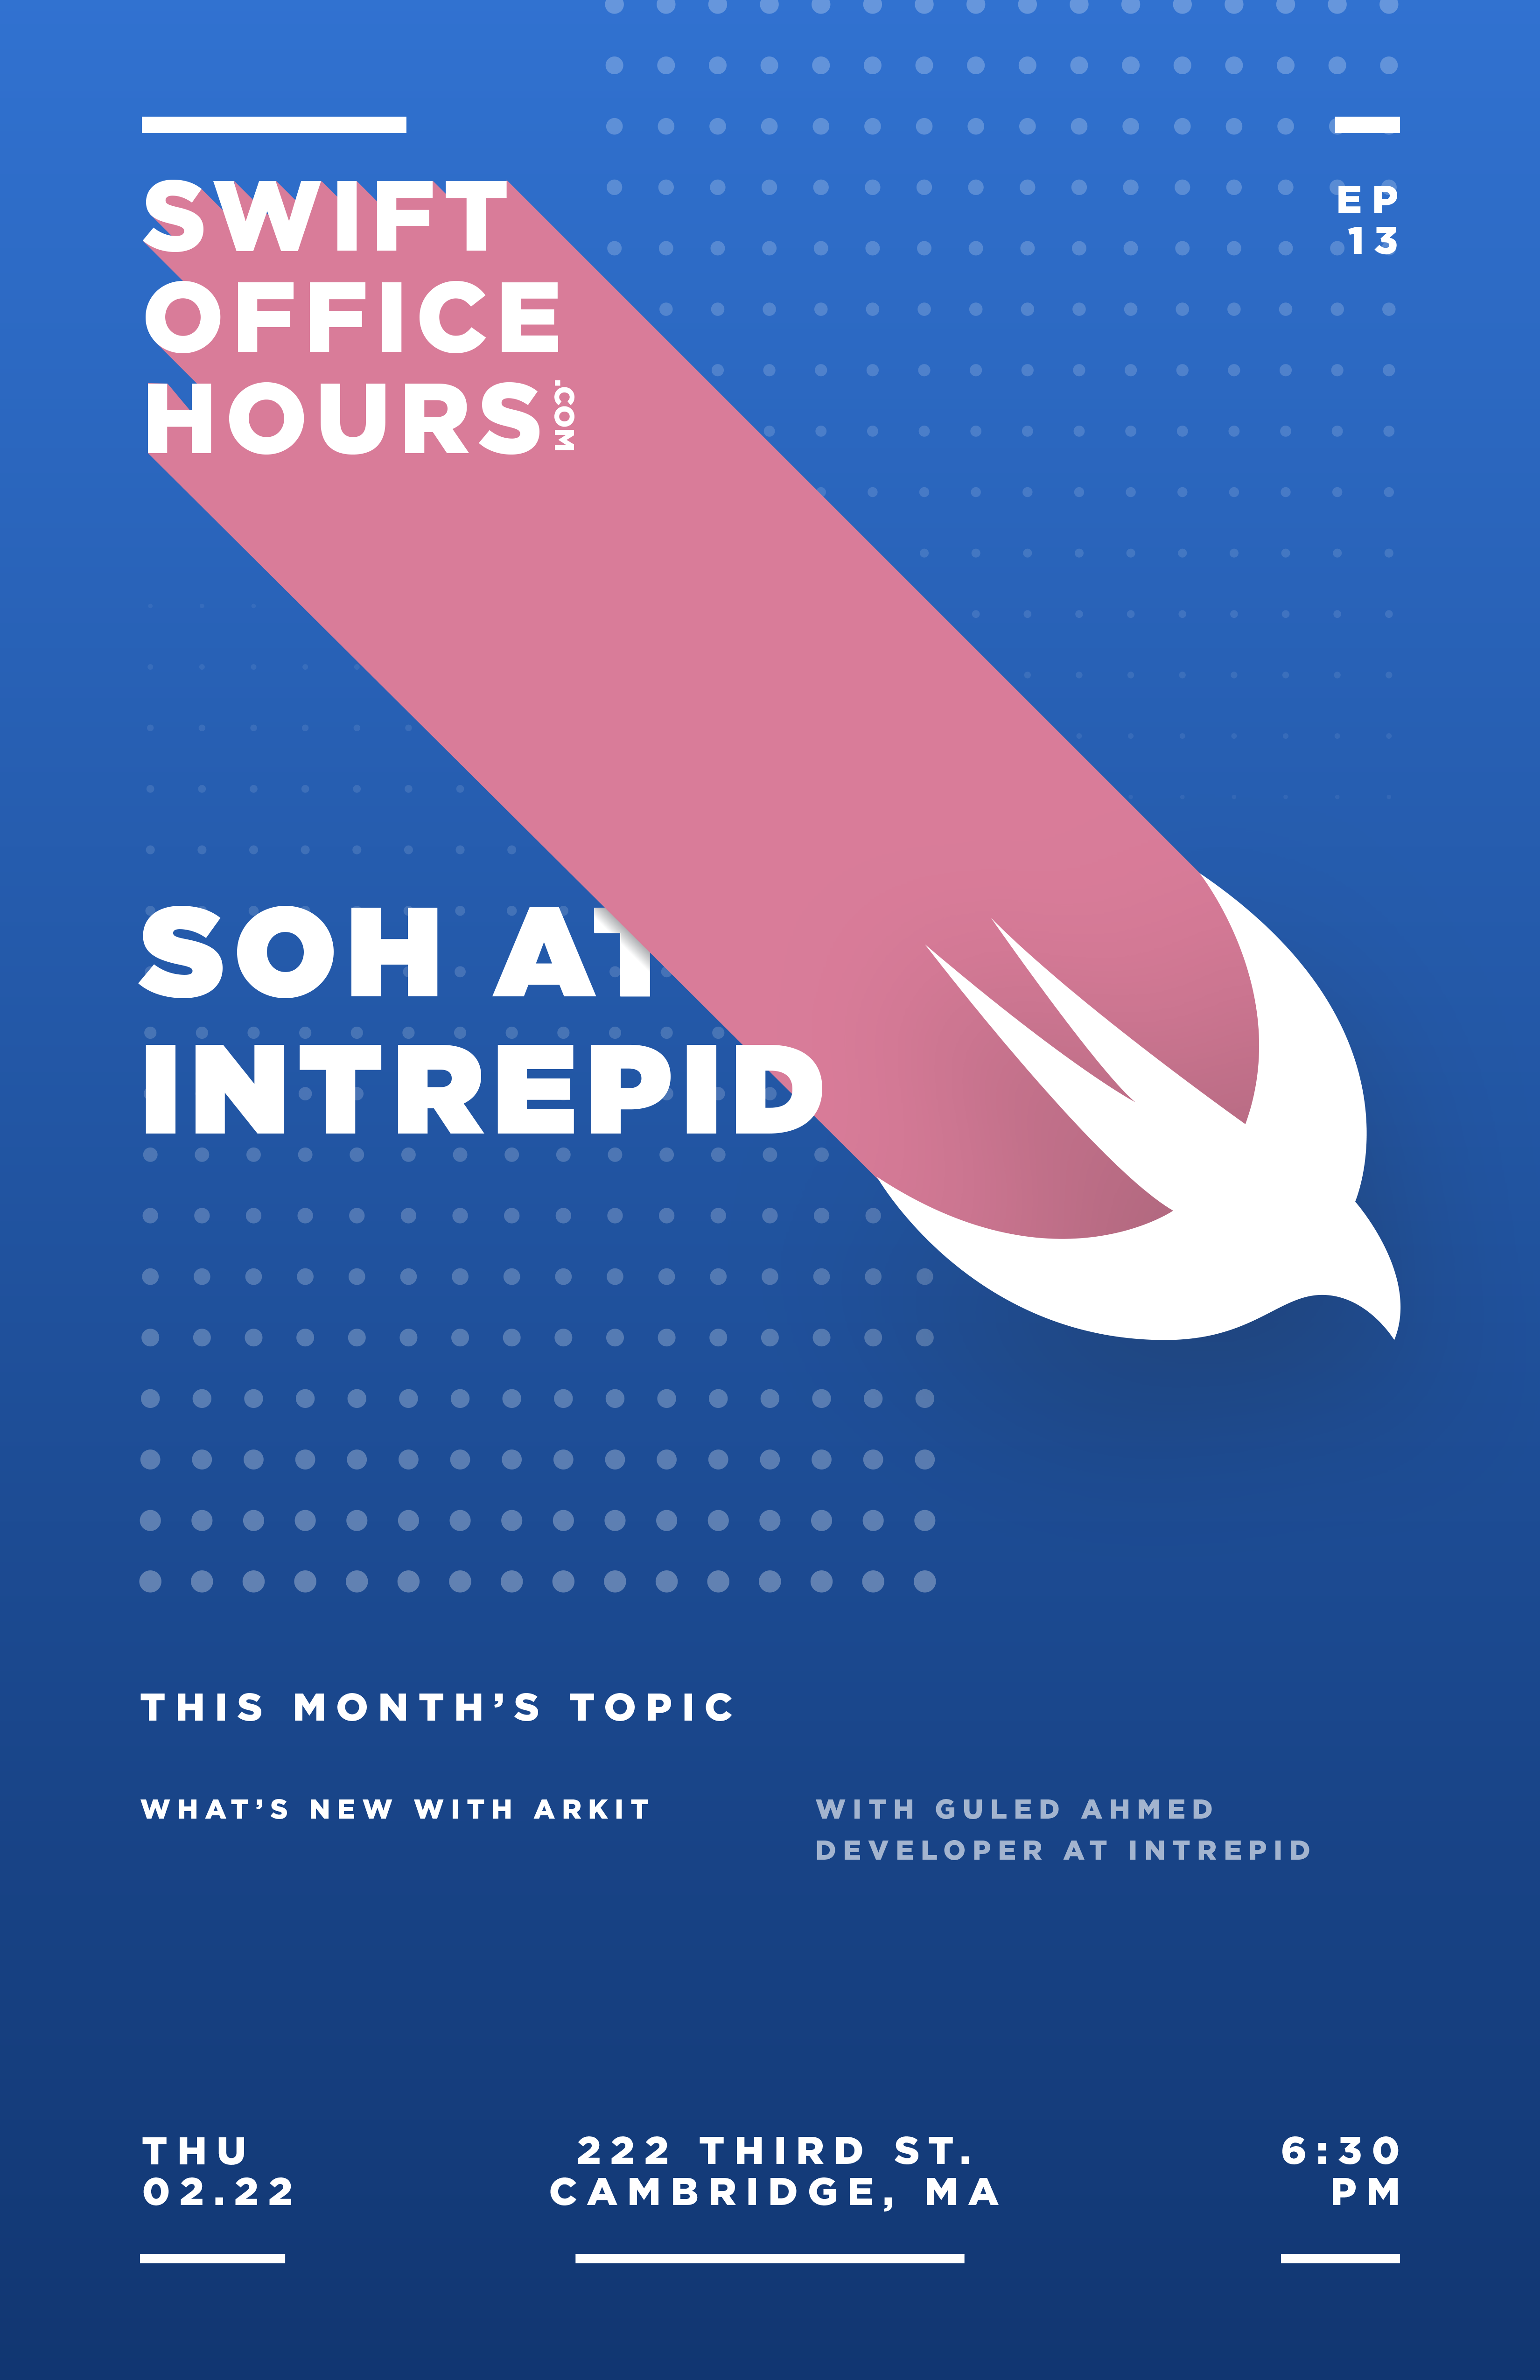 SWIFT
OFFICE
HOURS
.COM
EP
13
SOH AT
INTREPID
THIS MONTH’S TOPIC
WHAT’S NEW WITH ARKIT
WITH GULED AHMED
DEVELOPER AT INTREPID
THU
02.22
222 THIRD ST.
CAMBRIDGE, MA
6:30
PM